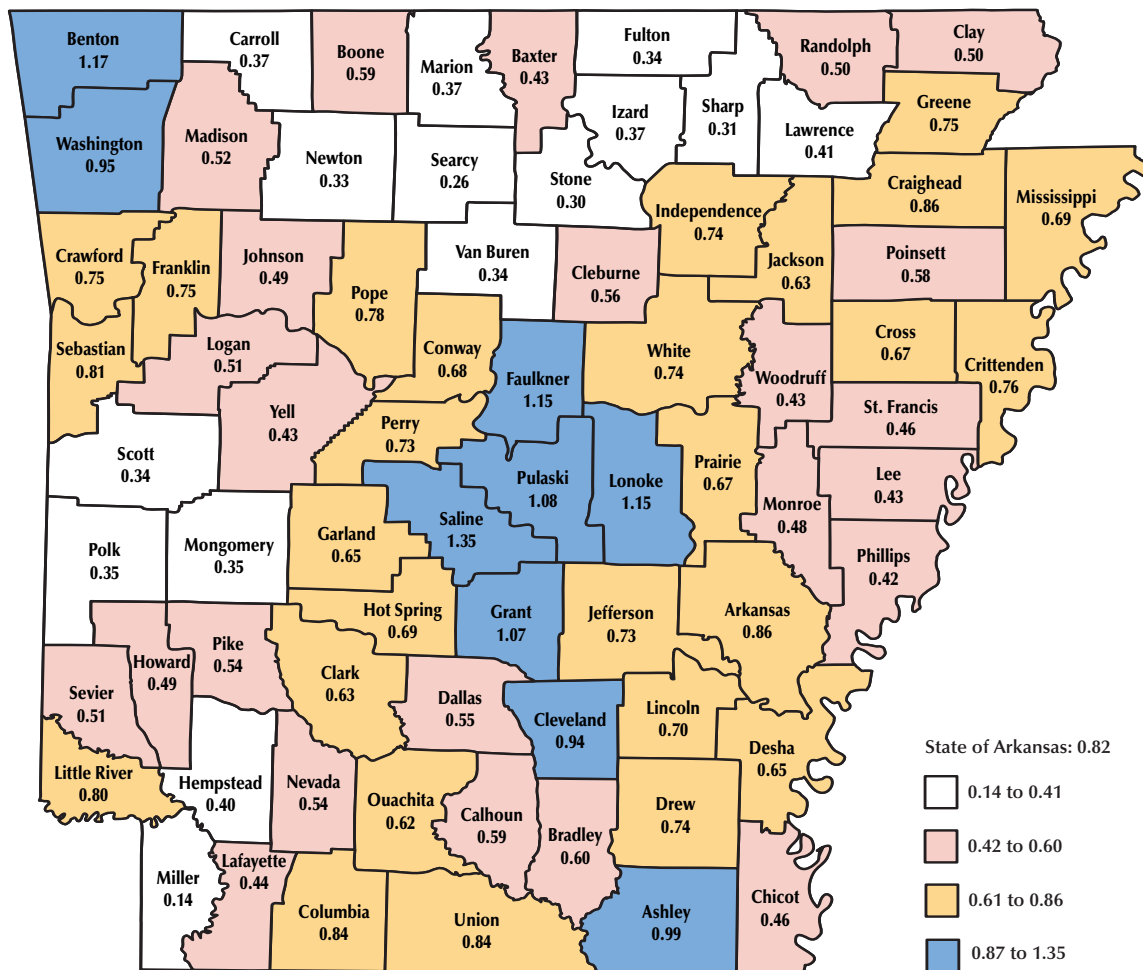 Benton
1.17
Carroll
0.37
Boone
0.59
Marion
0.37
Baxter
0.43
Fulton
0.34
Randolph
0.50
Clay
0.50
Izard
0.37
Sharp
0.31
Lawrence
0.41
Greene
0.75
Washington
0.95
Madison
0.52
Newton
0.33
Searcy
0.26
Stone
0.30
Independence
0.74
Craighead
0.86
Mississippi
0.69
Crawford
0.75
Franklin
0.75
Johnson
0.49
Pope
0.78
Van Buren
0.34
Cleburne
0.56
Jackson
0.63
Poinsett
0.58
Sebastian
0.81
Logan
0.51
Conway
0.68
Faulkner
1.15
White
0.74
Woodruff
0.43
Cross
0.67
Crittenden
0.76
Yell
0.43
Perry
0.73
St. Francis
0.46
Scott
0.34
Pulaski
1.08
Lonoke
1.15
Prairie
0.67
Lee
0.43
Monroe
0.48
Saline
1.35
Garland
0.65
Polk
0.35
Mongomery
0.35
Phillips
0.42
Hot Spring
0.69
Grant
1.07
Jefferson
0.73
Arkansas
0.86
Pike
0.54
Howard
0.49
Sevier
0.51
Clark
0.63
Dallas
0.55
Cleveland
0.94
Lincoln
0.70
Desha
0.65
Little River
0.80
Hempstead
0.40
Nevada
0.54
Ouachita
0.62
Calhoun
0.59
Bradley
0.60
Drew
0.74
Miller
0.14
Lafayette
0.44
Columbia
0.84
Union
0.84
Ashley
0.99
Chicot
0.46
State of Arkansas: 0.82
0.14 to 0.41
0.42 to 0.60
0.61 to 0.86
0.87 to 1.35